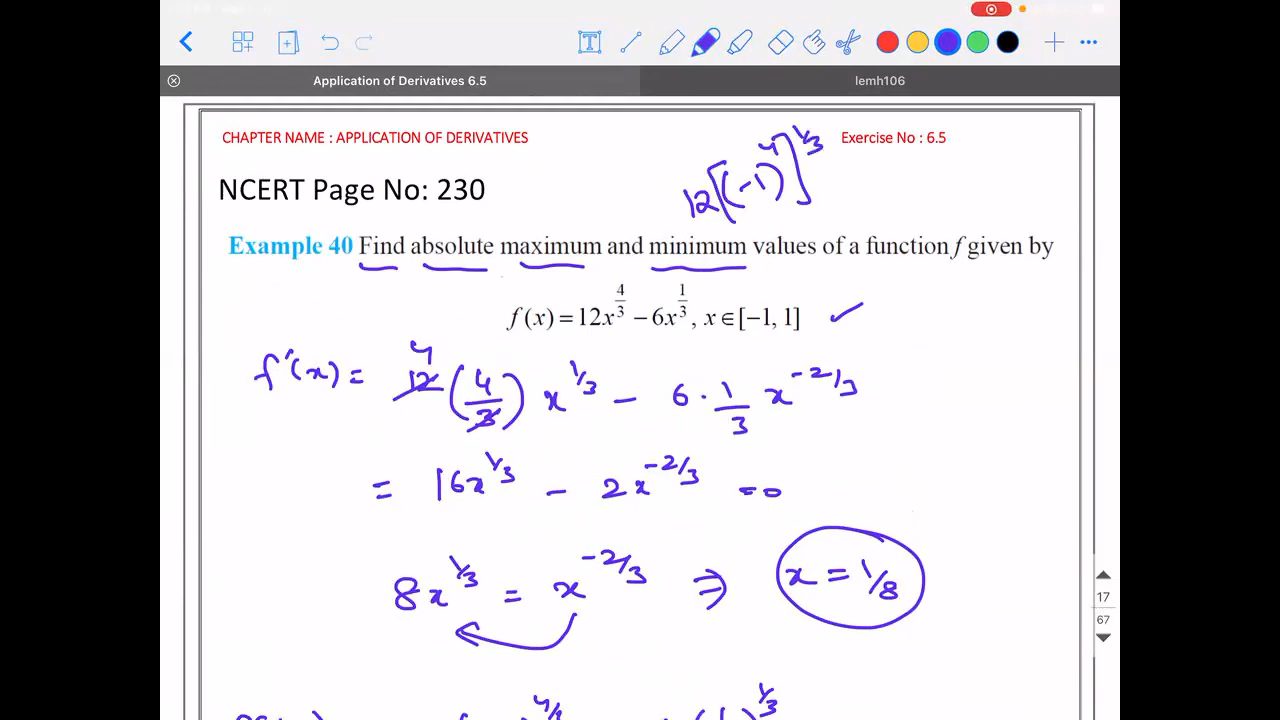 T
Application of Derivatives 6.5
lemh106
CHAPTER NAME : APPLICATION OF DERIVATIVES
Exercise No : 6.5
12[(-1)^4]^1/3
NCERT Page No: 230
Example 40 Find absolute maximum and minimum values of a function f given by
f(x) = 12x^4/3 − 6x^1/3, x ∈ [−1, 1] ✓
f'(x) = 12 4 (4/3) x^1/3 − 6 · 1/3 x^−2/3
= 16x^1/3 − 2x^−2/3 = 0
8x^1/3 = x^−2/3 ⇒ x = 1/8
17
67